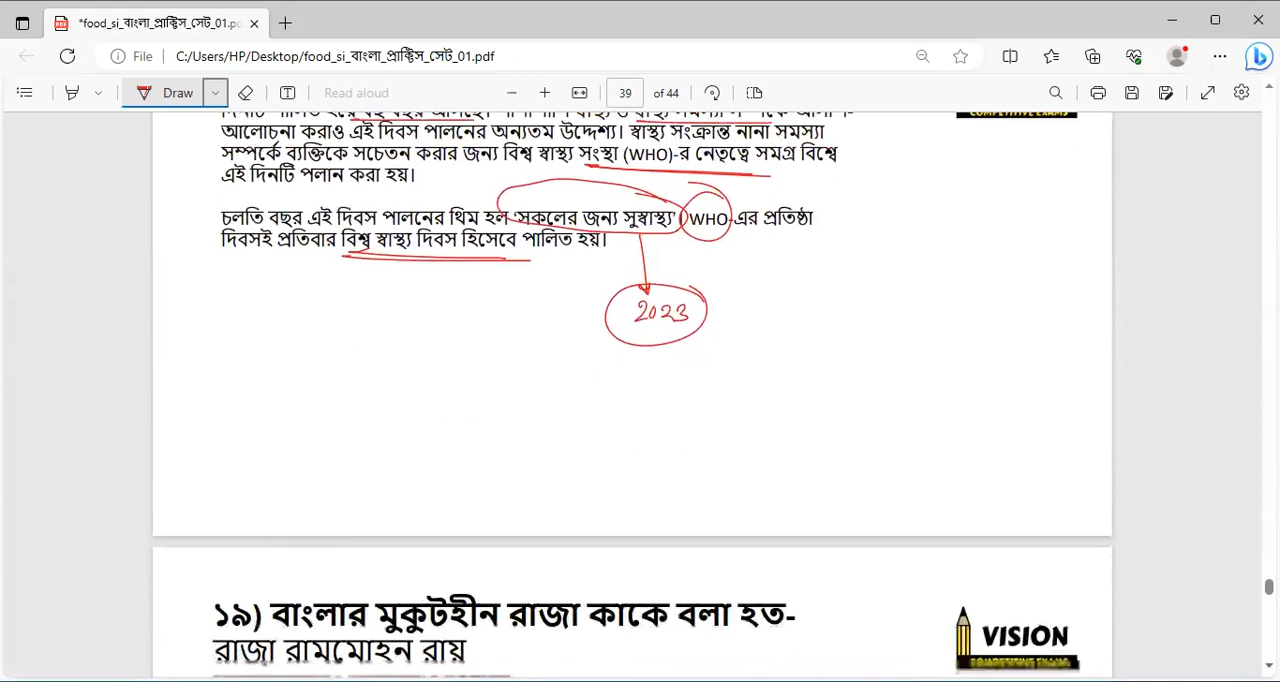 *food_si_বাংলা_প্রাক্টিস_সেট_01.pd
File C:/Users/HP/Desktop/food_si_বাংলা_প্রাক্টিস_সেট_01.pdf
Draw Read aloud 39 of 44
আলোচনা করাও এই দিবস পালনের অন্যতম উদ্দেশ্য। স্বাস্থ্য সংক্রান্ত নানা সমস্যা
সম্পর্কে ব্যক্তিকে সচেতন করার জন্য বিশ্ব স্বাস্থ্য সংস্থা (WHO)-র নেতৃত্বে সমগ্র বিশ্বে
এই দিনটি পলান করা হয়।
চলতি বছর এই দিবস পালনের থিম হল 'সকলের জন্য সুস্বাস্থ্য'। WHO-এর প্রতিষ্ঠা
দিবসই প্রতিবার বিশ্ব স্বাস্থ্য দিবস হিসেবে পালিত হয়।
2023
১৯) বাংলার মুকুটহীন রাজা কাকে বলা হত-
রাজা রামমোহন রায়
VISION
COMPETITIVE EXAMS